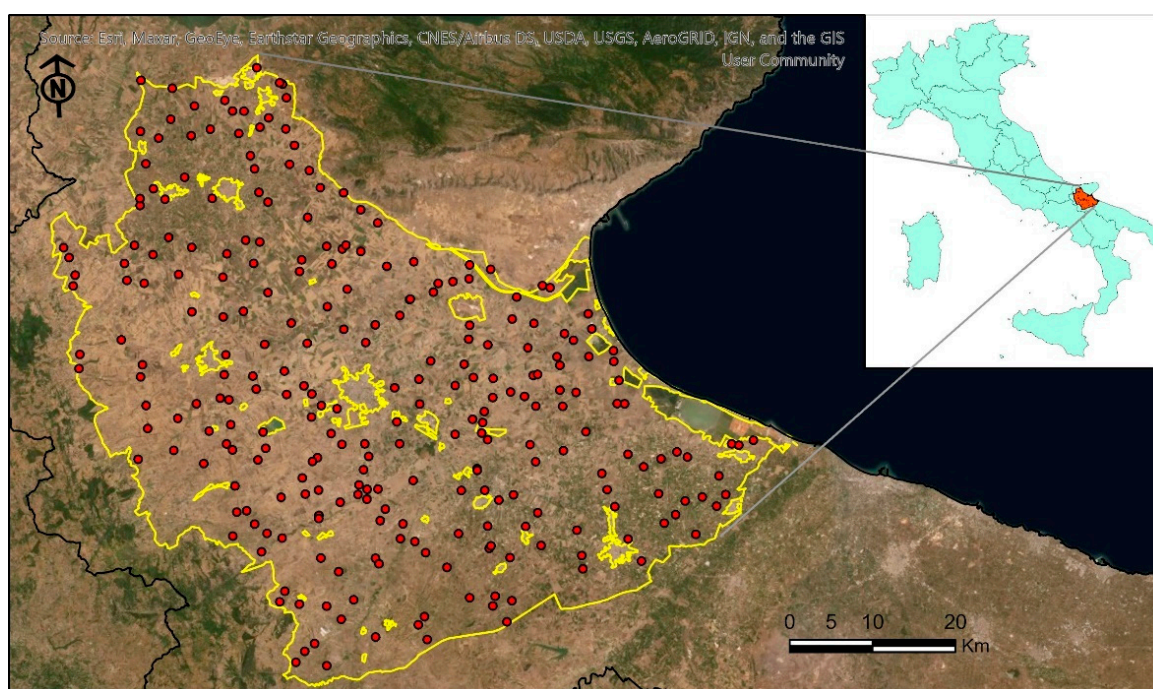 Source: Esri, Maxar, GeoEye, Earthstar Geographics, CNES/Airbus DS, USDA, USGS, AeroGRID, IGN, and the GIS
User Community
N
0 10 20
Km